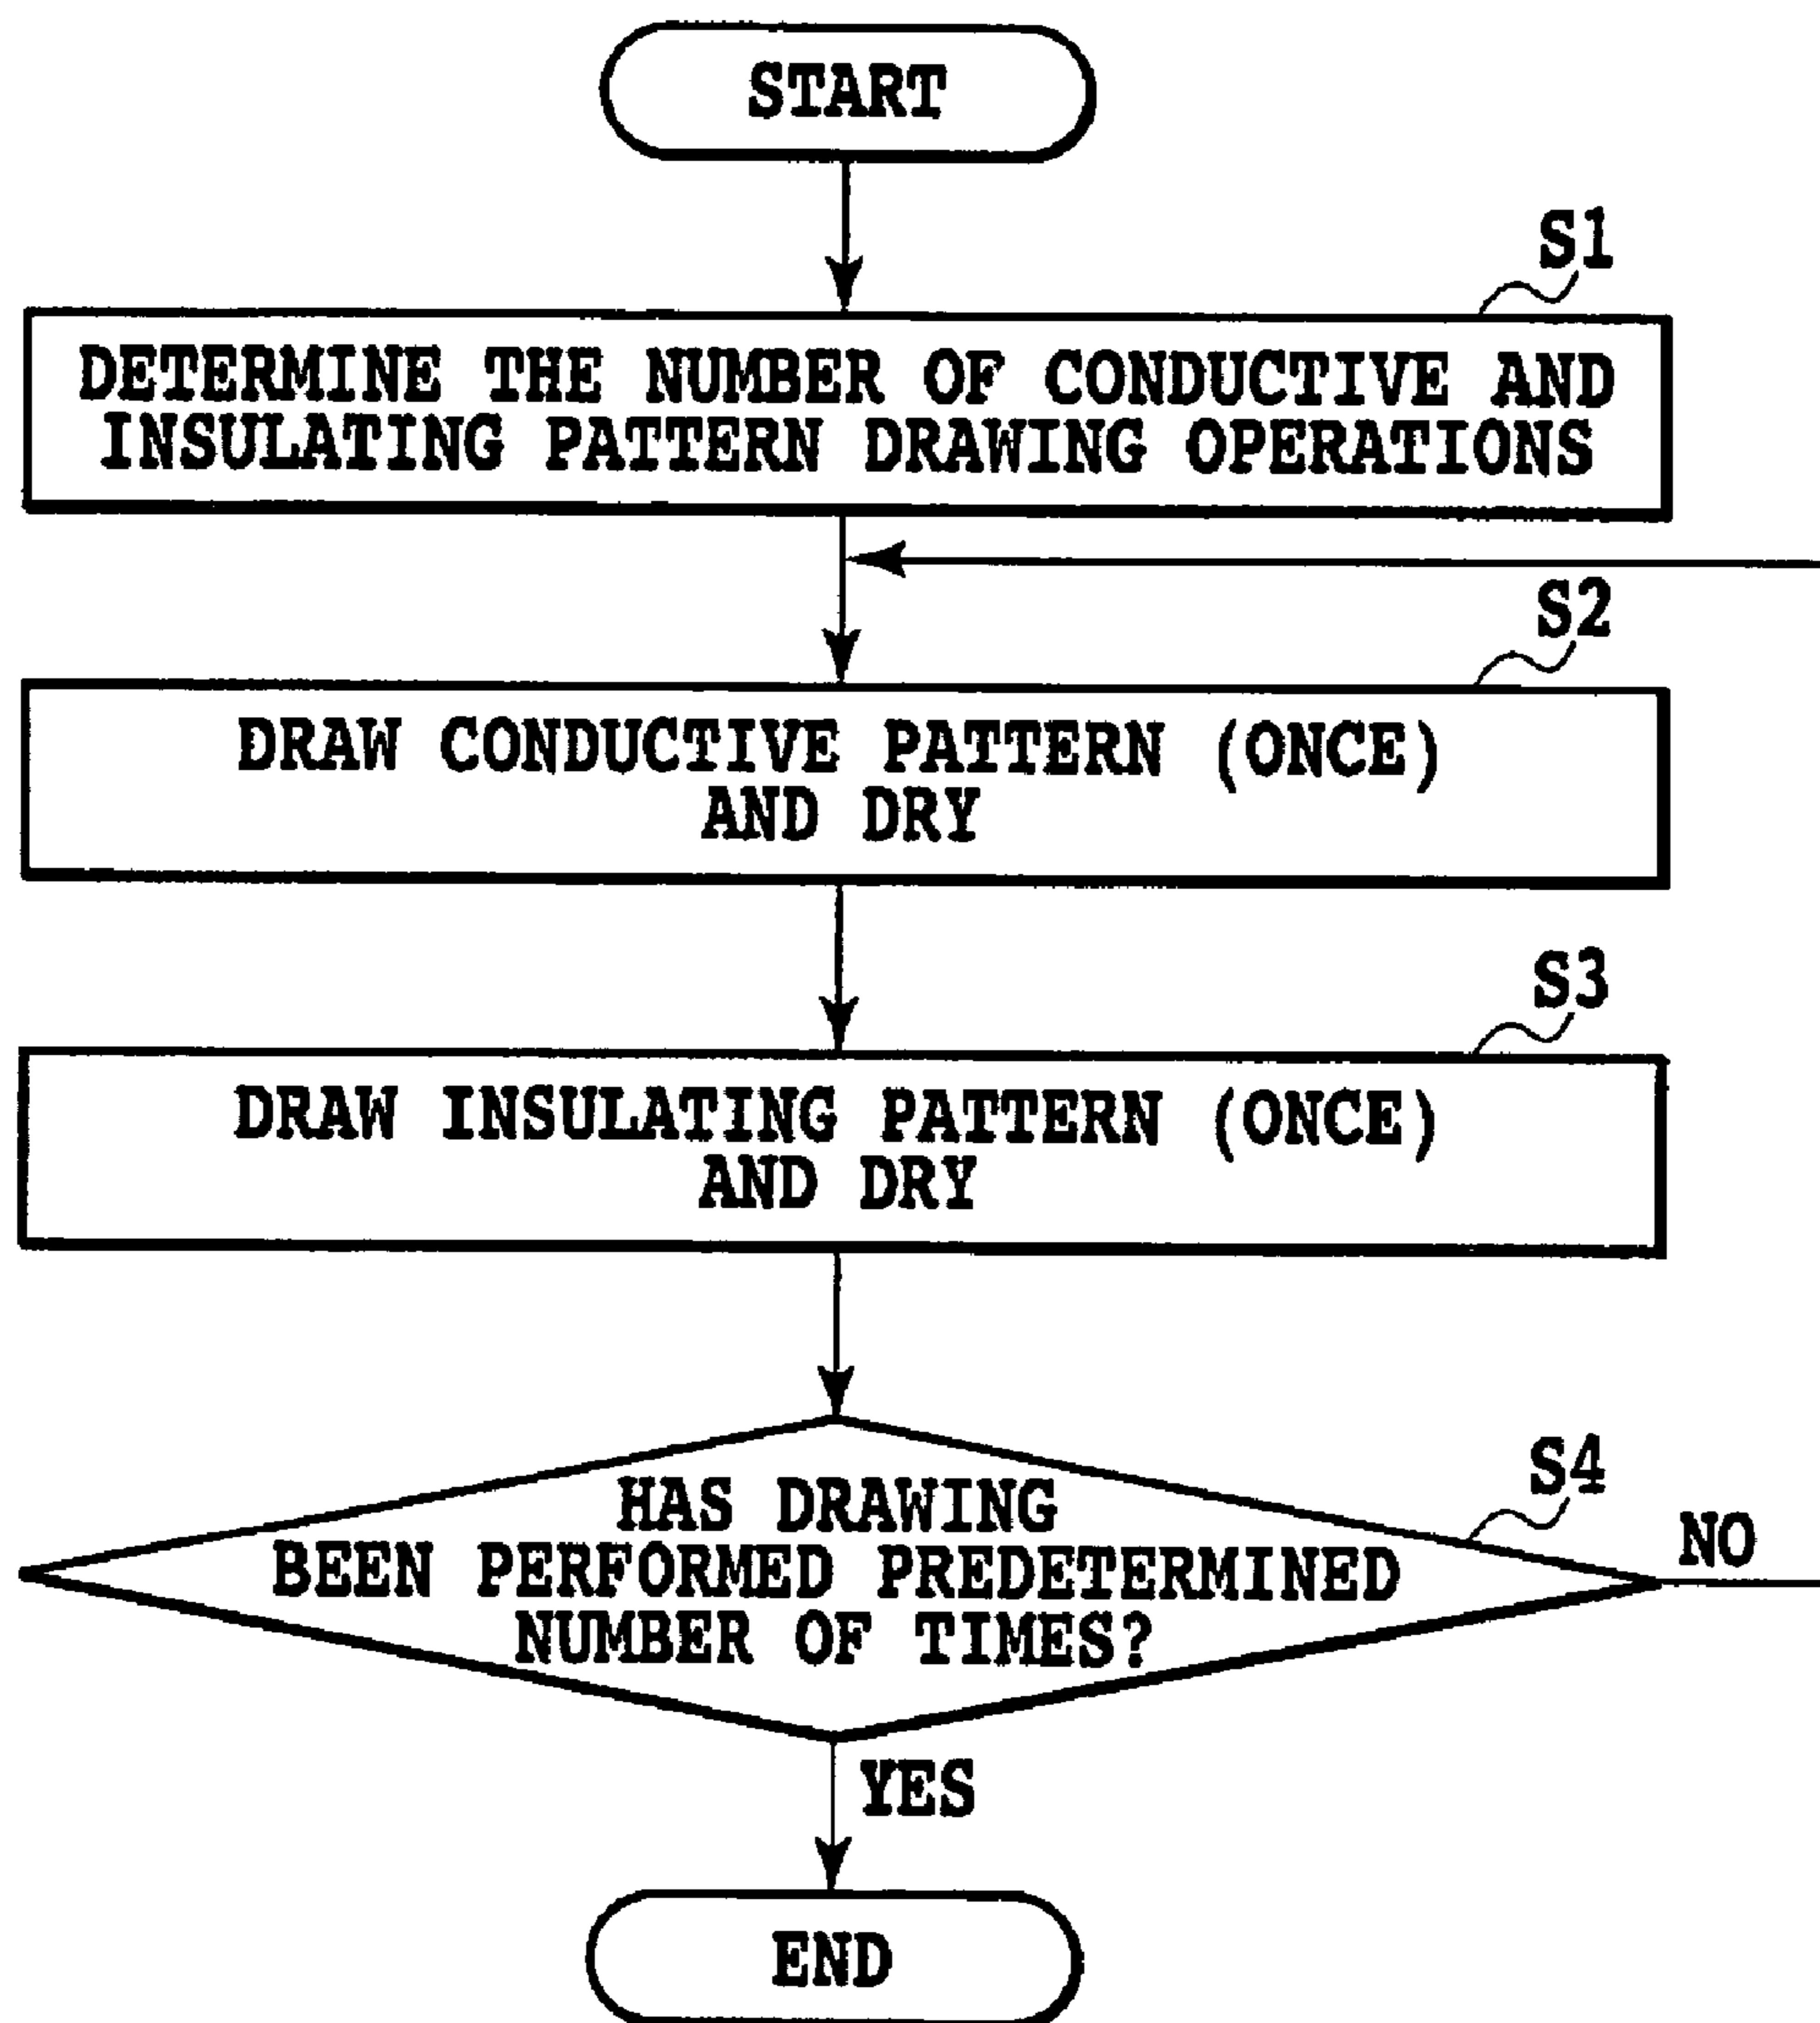 START
S1
DETERMINE THE NUMBER OF CONDUCTIVE AND
INSULATING PATTERN DRAWING OPERATIONS
S2
DRAW CONDUCTIVE PATTERN (ONCE)
AND DRY
S3
DRAW INSULATING PATTERN (ONCE)
AND DRY
S4
HAS DRAWING
BEEN PERFORMED PREDETERMINED
NUMBER OF TIMES?
NO
YES
END